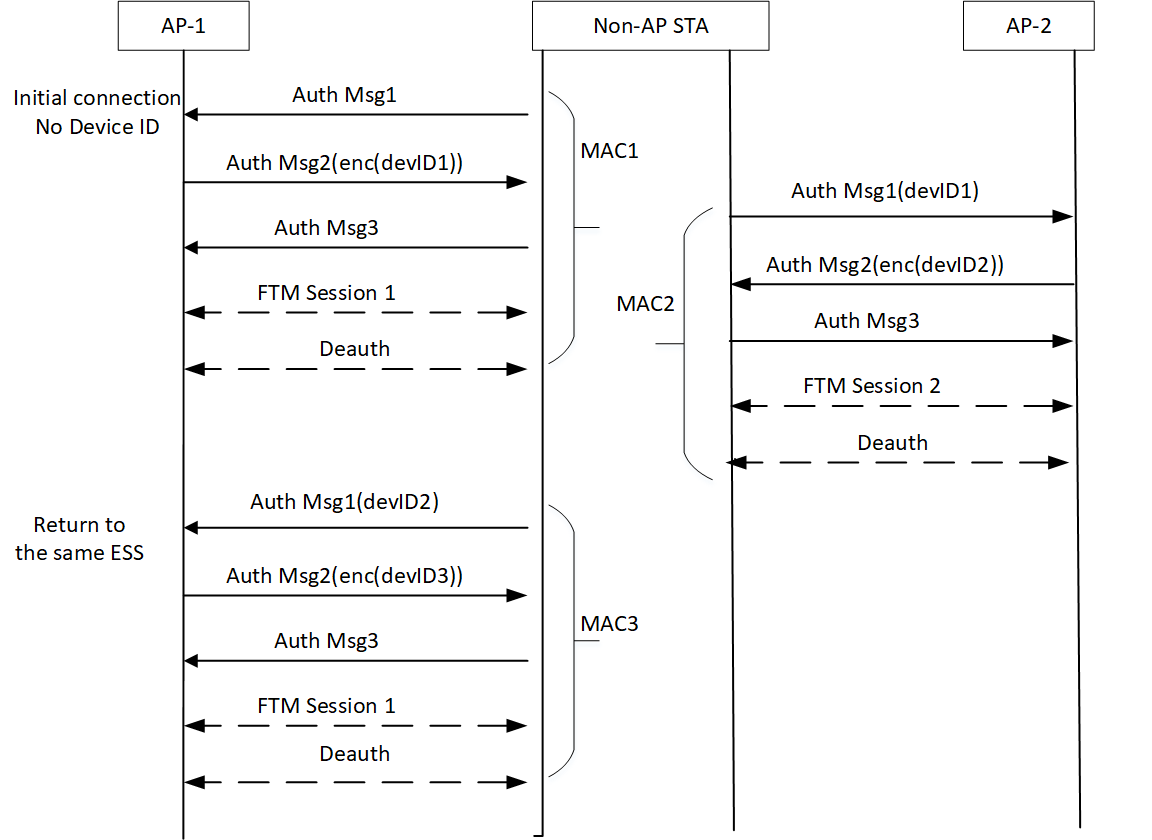 AP-1
Non-AP STA
AP-2
Initial connection
No Device ID
Auth Msg1
MAC1
Auth Msg2(enc(devID1))
Auth Msg1(devID1)
Auth Msg3
Auth Msg2(enc(devID2))
FTM Session 1
MAC2
Auth Msg3
Deauth
FTM Session 2
Deauth
Auth Msg1(devID2)
Return to
the same ESS
Auth Msg2(enc(devID3))
MAC3
Auth Msg3
FTM Session 1
Deauth